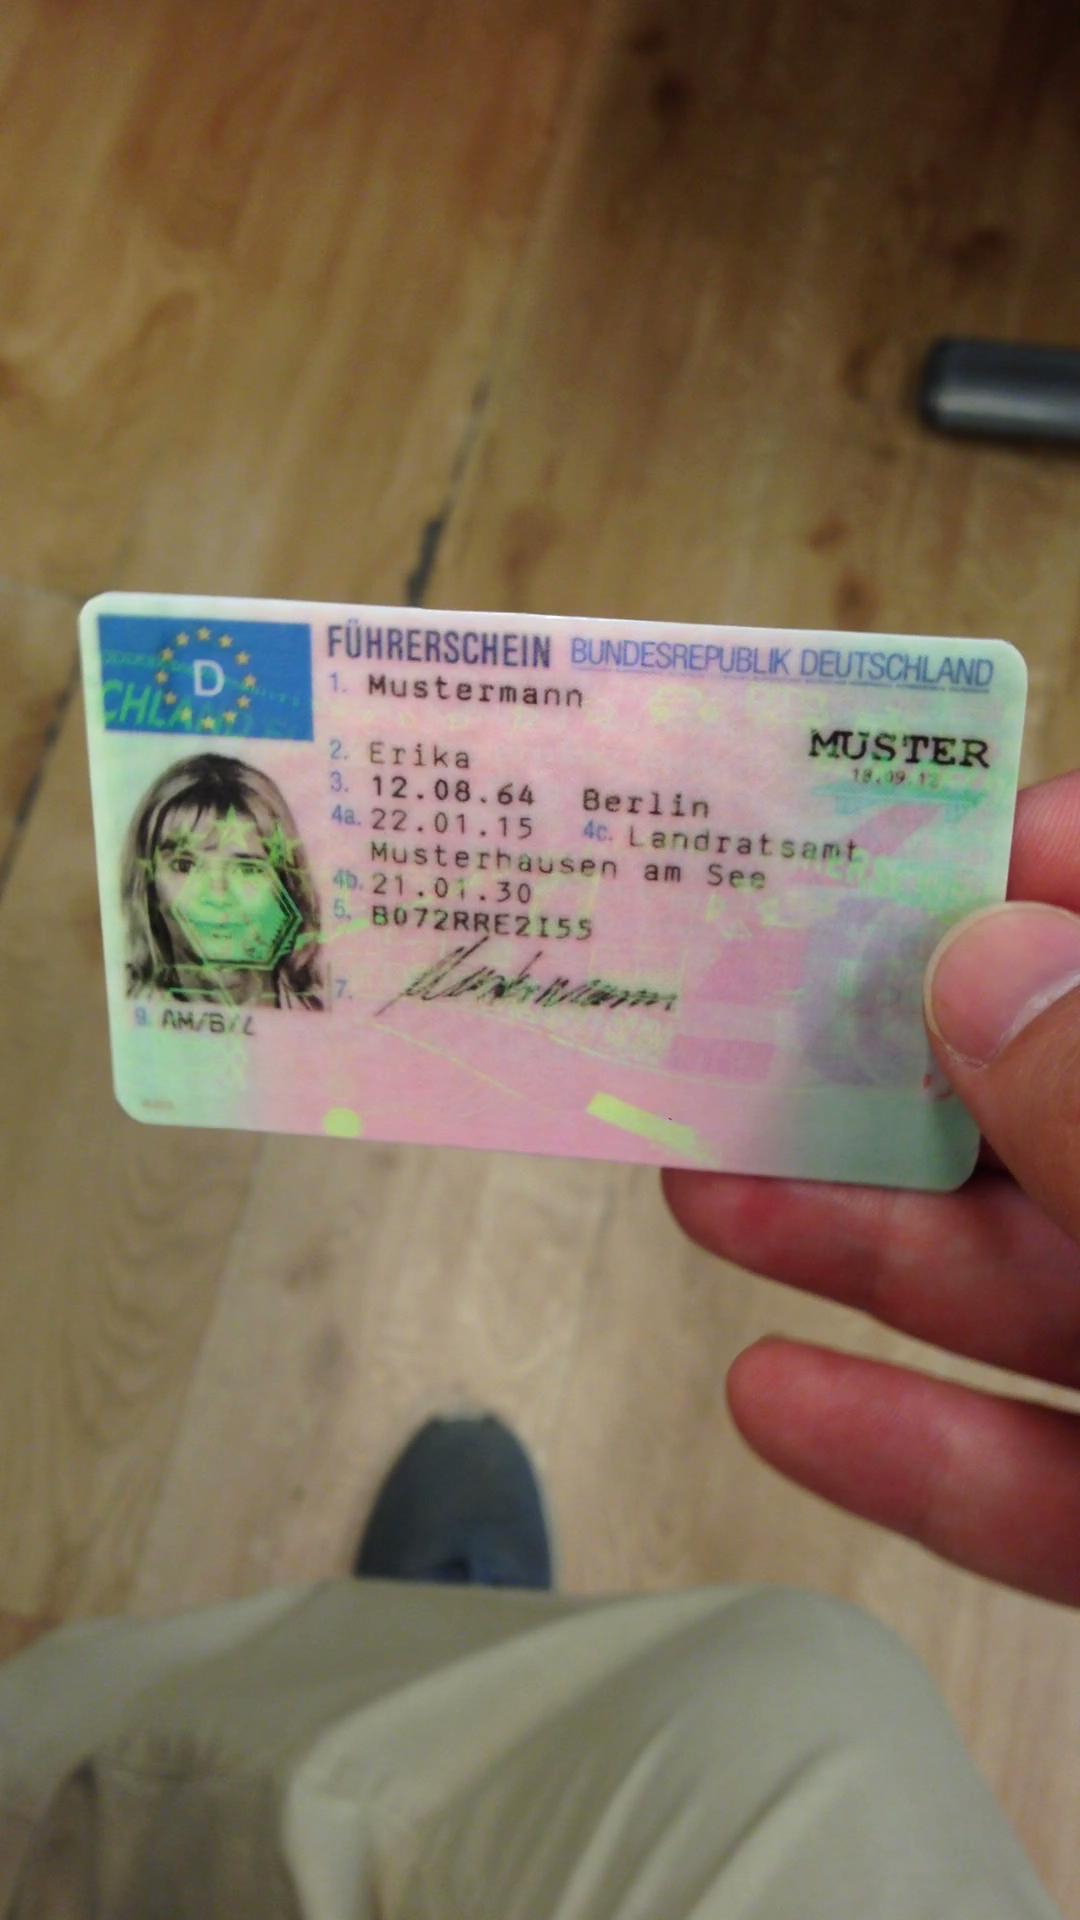 D
FÜHRERSCHEIN BUNDESREPUBLIK DEUTSCHLAND
1. Mustermann
MUSTER
18.09.12
2. Erika
3. 12.08.64 Berlin
4a. 22.01.15 4c. Landratsamt
Musterhausen am See
4b. 21.01.30
5. B072RRE2I55
7. Mustermann
9. AM/B/L